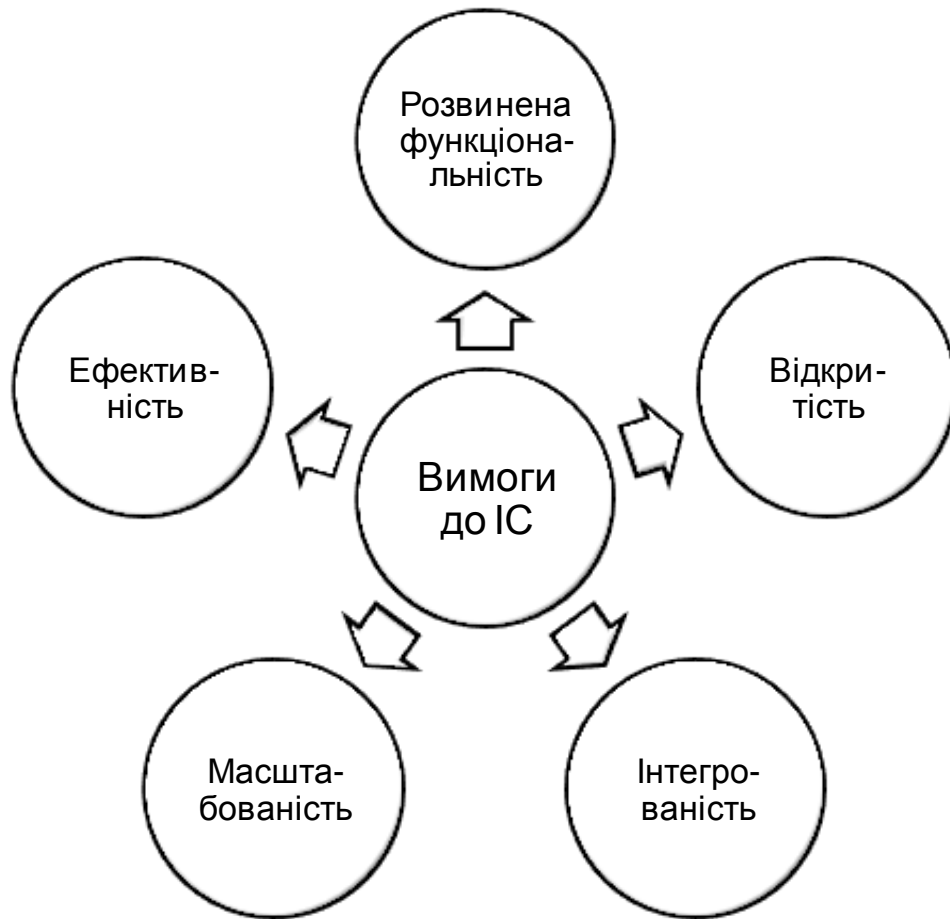 Розвинена
функціона-
льність
Ефектив-
ність
Відкри-
тість
Вимоги
до ІС
Масшта-
бованість
Інтегро-
ваність